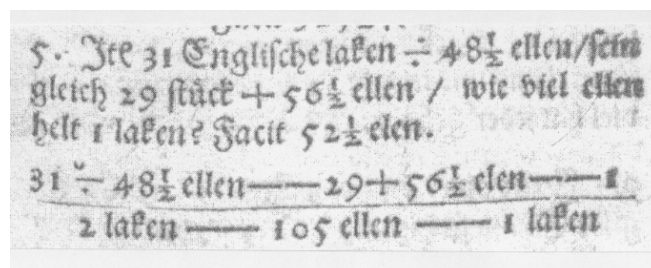 5. Itē 31 Englische laken ÷ 48½ ellen/sein
gleich 29 stück + 56½ ellen / wie viel ellen
helt 1 laken? Facit 52½ elen.
31 ÷ 48½ ellen——29+56½ elen——1
2 laken —— 105 ellen —— 1 laken